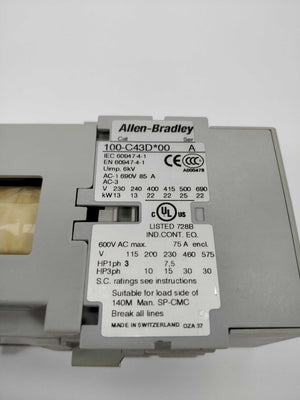 Allen-Bradley
Cat Ser
100-C43D*00 A
IEC 60947-4-1
EN 60947-4-1
Uimp. 6kV
AC-1 690V 85 A
AC-3
V 230 240 400 415 500 690
kW 13 13 22 22 25 22
CCC
A005478
c UL US
LISTED 728B
IND.CONT. EQ.
600V AC max. 75 A encl.
V 115 200 230 460 575
HP1ph 3 7,5
HP3ph 10 15 30 30
S.C. ratings see instructions
Suitable for load side of
140M Man. SP-CMC
Break all lines
MADE IN SWITZERLAND OZA 37